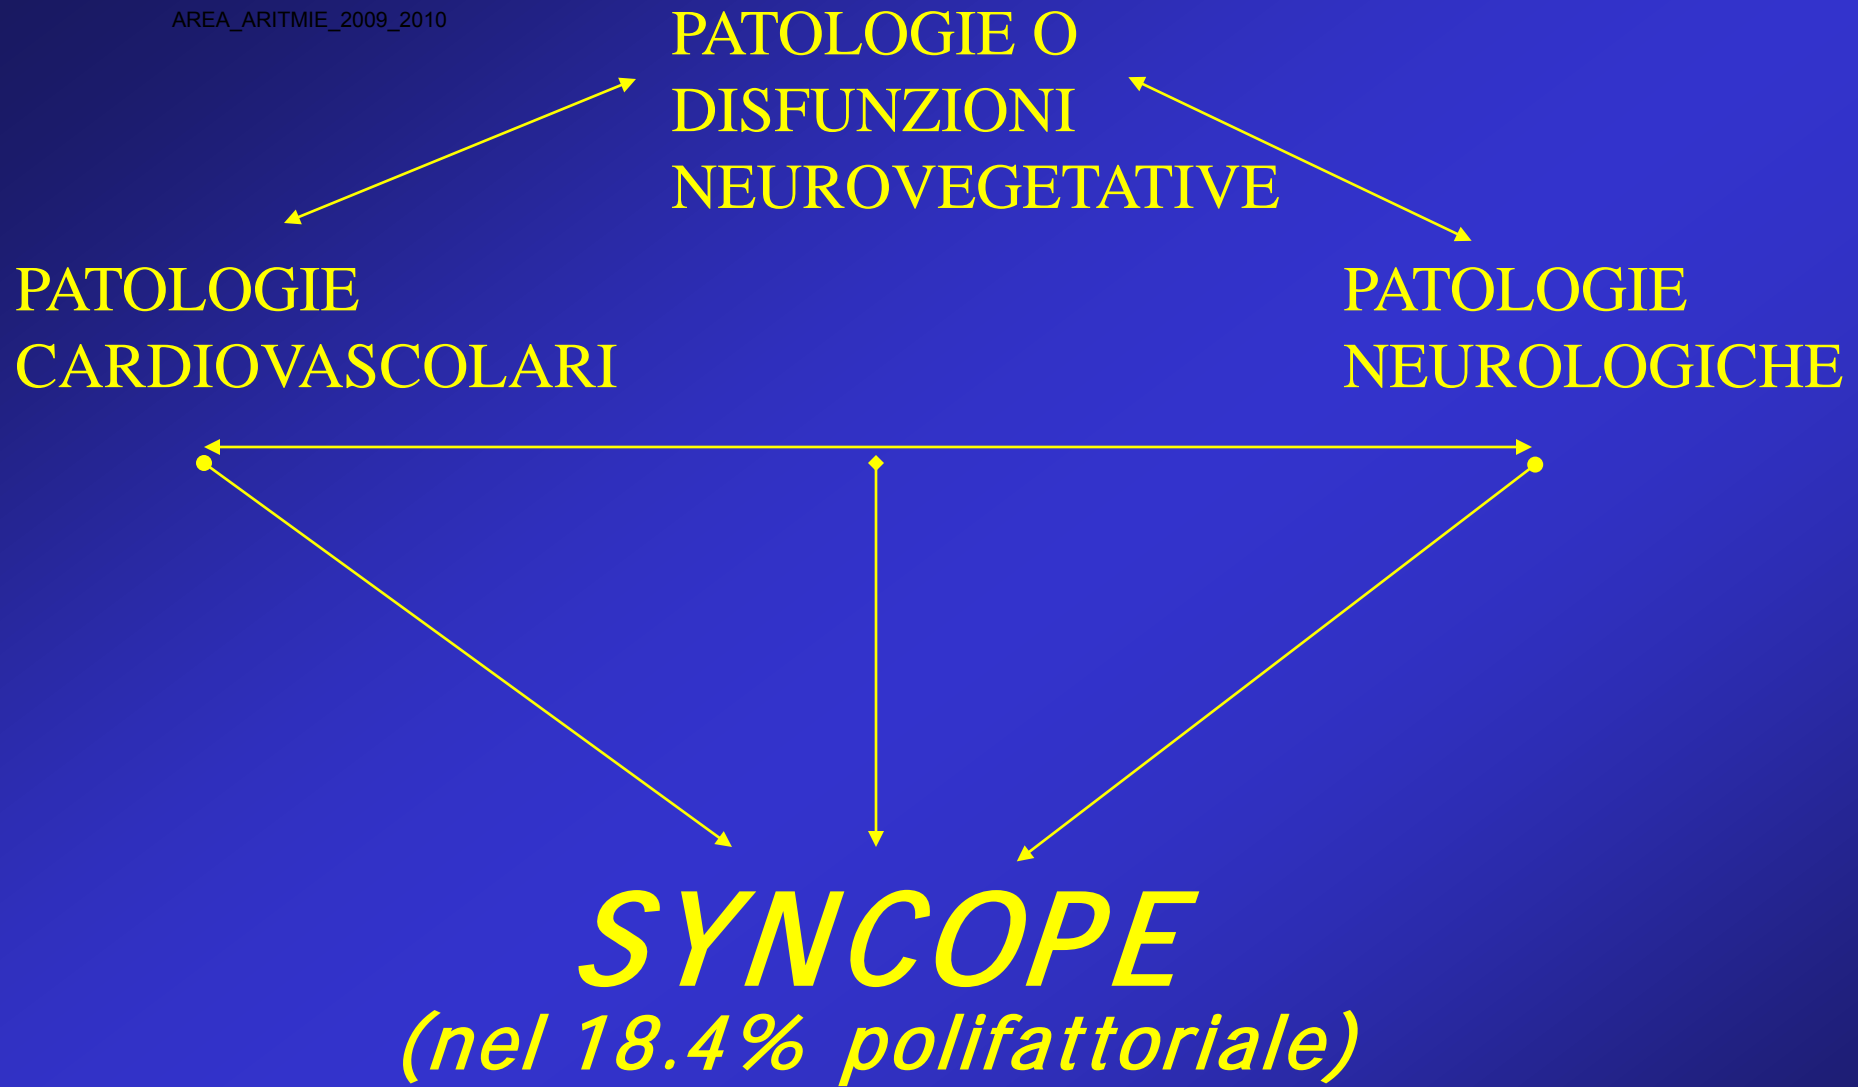 AREA_ARITMIE_2009_2010
PATOLOGIE O
DISFUNZIONI
NEUROVEGETATIVE
PATOLOGIE
CARDIOVASCOLARI
PATOLOGIE
NEUROLOGICHE
SYNCOPE
(nel 18.4% polifattoriale)